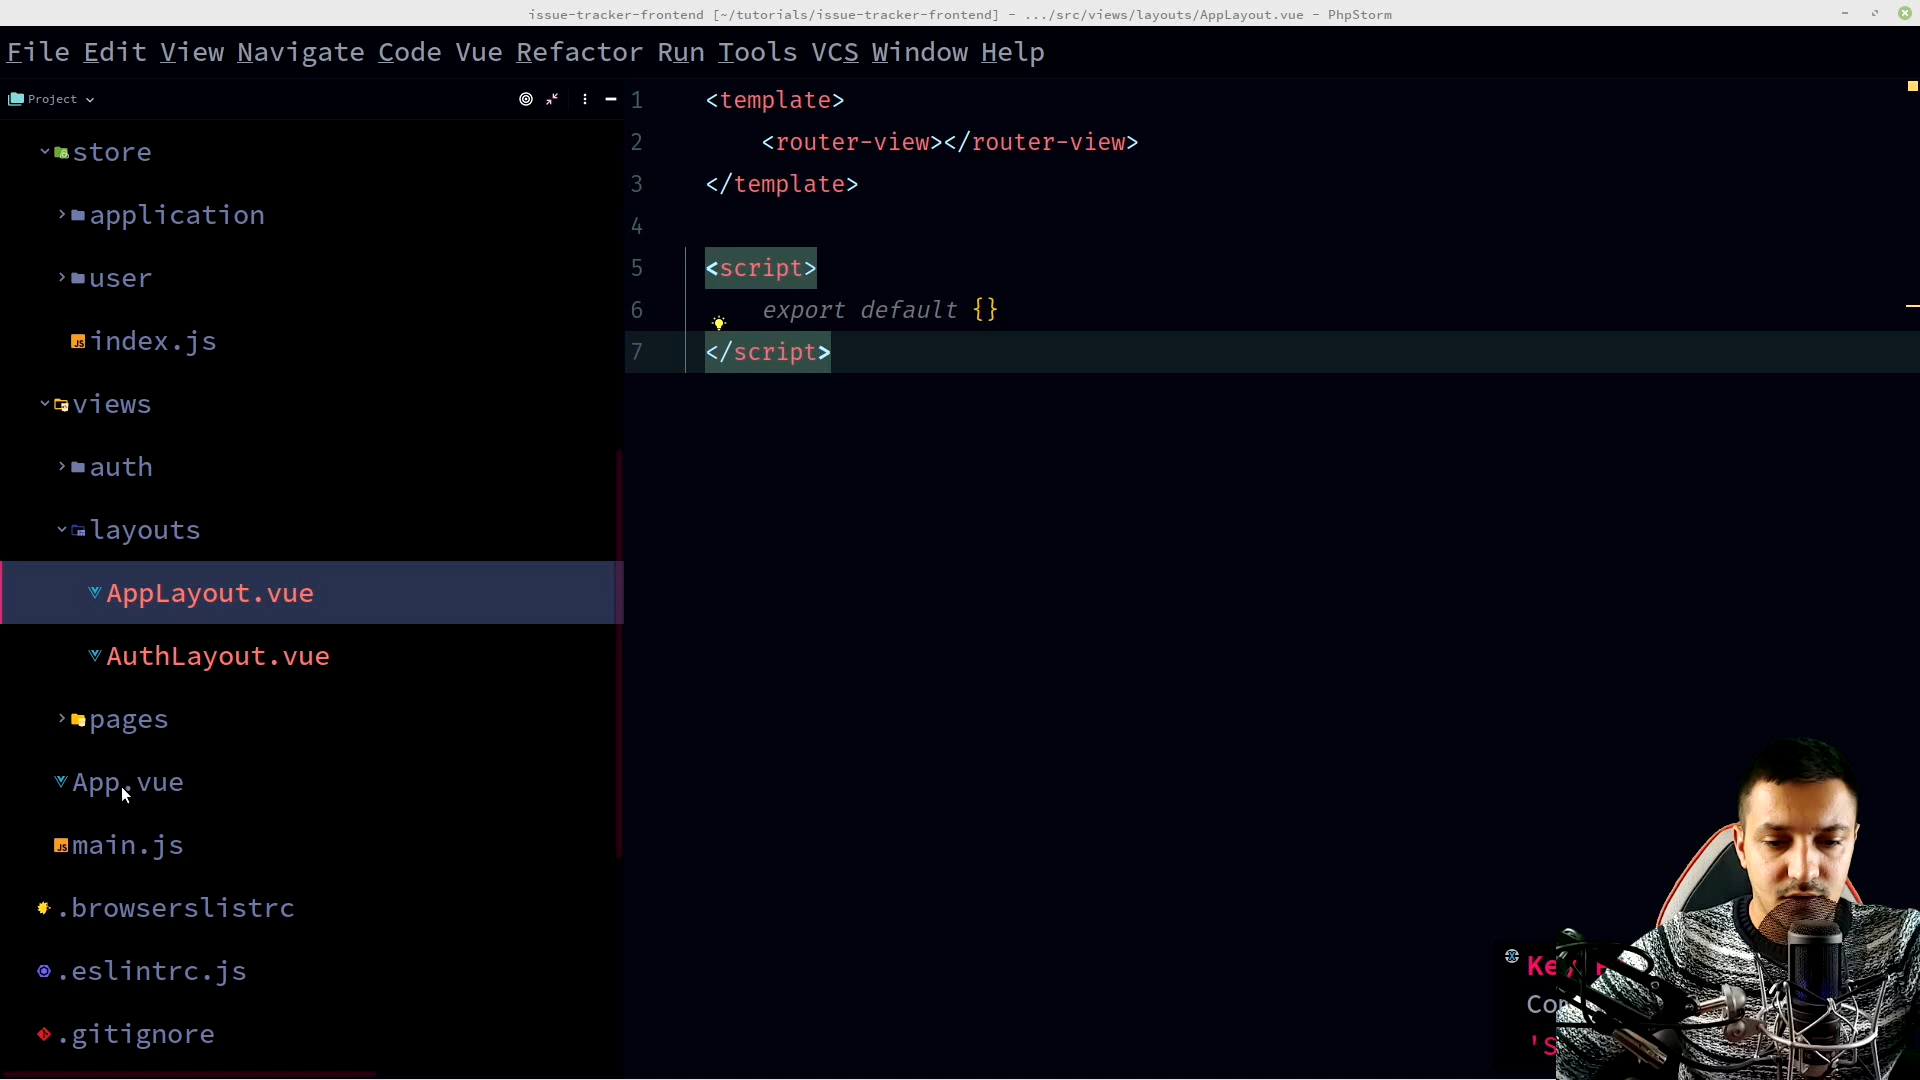 issue-tracker-frontend [~/tutorials/issue-tracker-frontend] - .../src/views/layouts/AppLayout.vue - PhpStorm
File Edit View Navigate Code Vue Refactor Run Tools VCS Window Help
Project
store
application
user
index.js
views
auth
layouts
AppLayout.vue
AuthLayout.vue
pages
App.vue
main.js
.browserslistrc
.eslintrc.js
.gitignore
1 <template>
2 <router-view></router-view>
3 </template>
4
5 <script>
6 export default {}
7 </script>